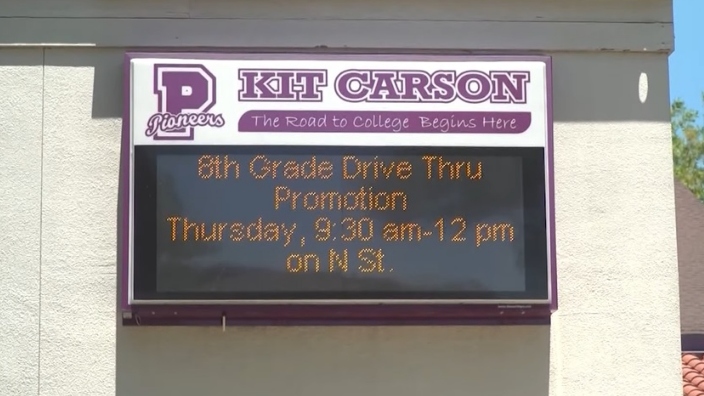 P
Pioneers
KIT CARSON
The Road to College Begins Here
8th Grade Drive Thru
Promotion
Thursday, 9:30 am-12 pm
on N St.